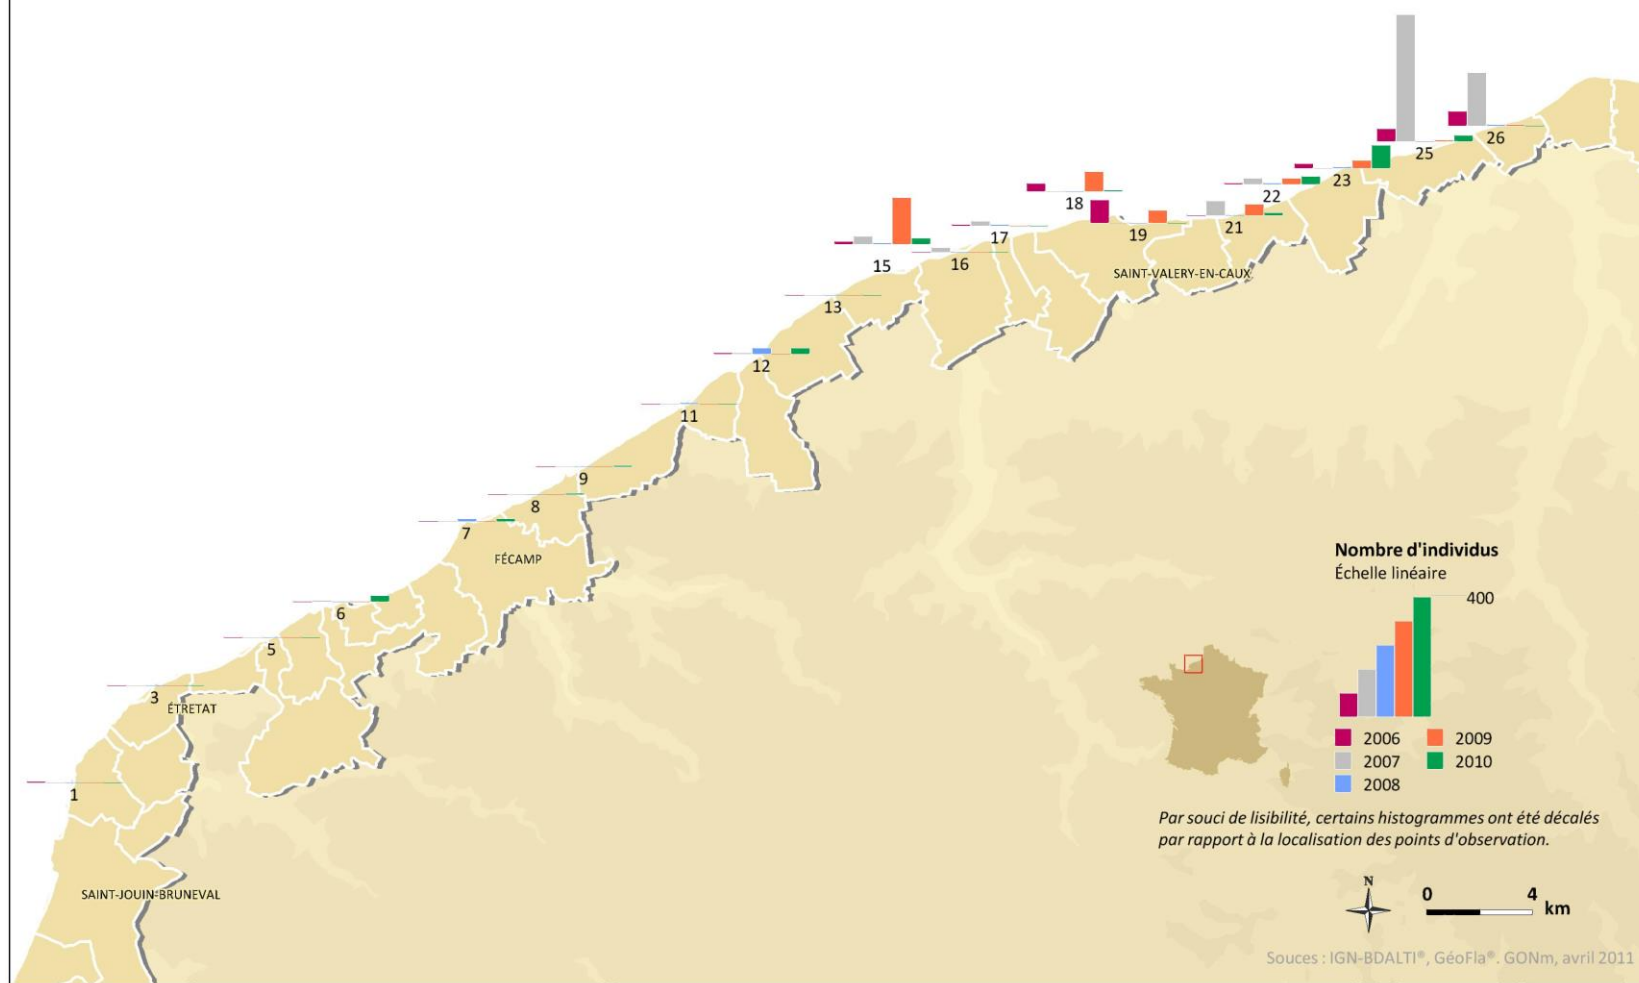 25
26
23
22
18
19
21
17
15
16
SAINT-VALERY-EN-CAUX
13
12
11
9
8
7
FÉCAMP
6
5
3
ÉTRETAT
1
SAINT-JOUIN-BRUNEVAL
Nombre d'individus
Échelle linéaire
400
2006
2009
2007
2010
2008
Par souci de lisibilité, certains histogrammes ont été décalés
par rapport à la localisation des points d'observation.
N
0 4
km
Souces : IGN-BDALTI®, GéoFla®. GONm, avril 2011